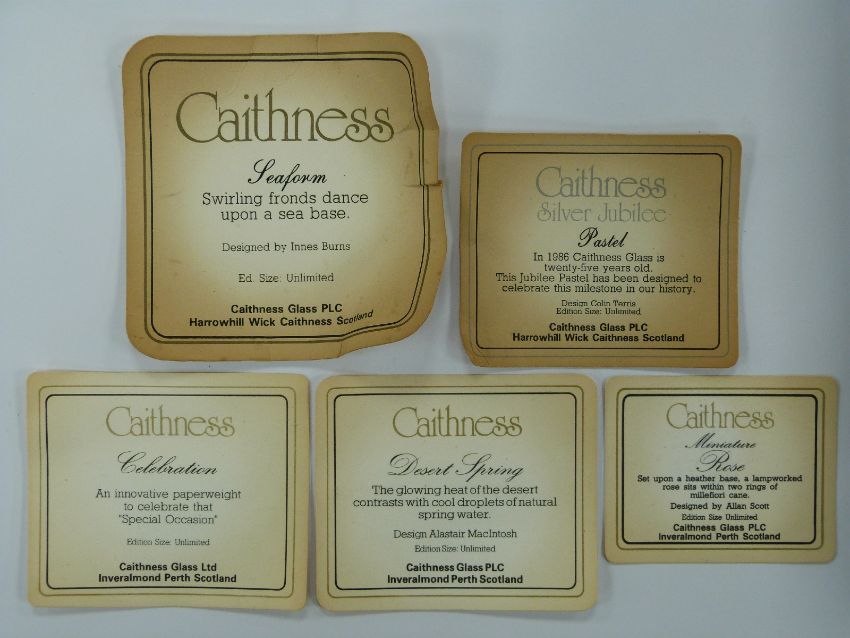 Caithness
Seaform
Swirling fronds dance
upon a sea base.
Designed by Innes Burns
Ed. Size: Unlimited
Caithness Glass PLC
Harrowhill Wick Caithness Scotland
Caithness
Silver Jubilee
Pastel
In 1986 Caithness Glass is
twenty-five years old.
This Jubilee Pastel has been designed to
celebrate this milestone in our history.
Design Colin Terris
Edition Size: Unlimited
Caithness Glass PLC
Harrowhill Wick Caithness Scotland
Caithness
Celebration
An innovative paperweight
to celebrate that
"Special Occasion"
Edition Size: Unlimited
Caithness Glass Ltd
Inveralmond Perth Scotland
Caithness
Desert Spring
The glowing heat of the desert
contrasts with cool droplets of natural
spring water.
Design Alastair MacIntosh
Edition Size: Unlimited
Caithness Glass PLC
Inveralmond Perth Scotland
Caithness
Miniature
Rose
Set upon a heather base, a lampworked
rose sits within two rings of
millefiori cane.
Designed by Allan Scott
Edition Size Unlimited
Caithness Glass PLC
Inveralmond Perth Scotland